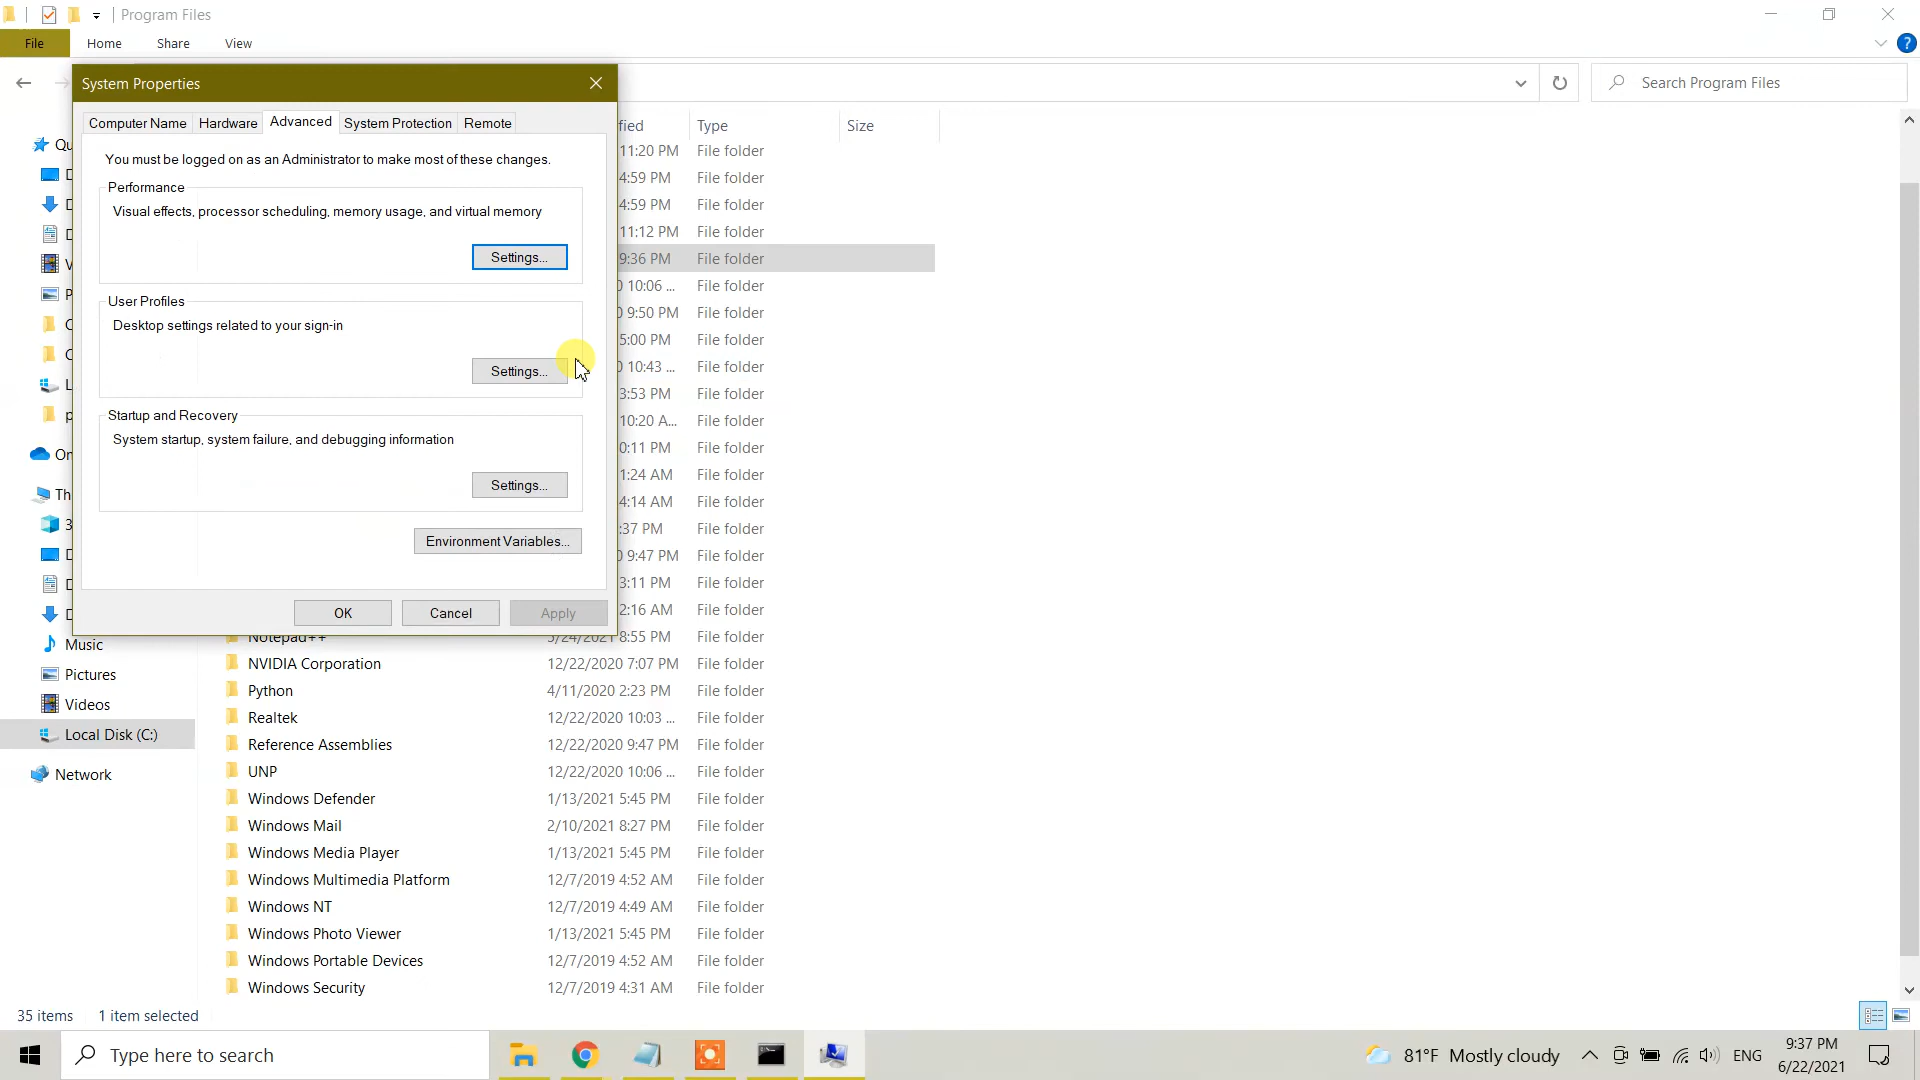 Program Files
File
Home
Share
View
?
Search Program Files
System Properties
Computer Name
Hardware
Advanced
System Protection
Remote
You must be logged on as an Administrator to make most of these changes.
Performance
Visual effects, processor scheduling, memory usage, and virtual memory
Settings...
User Profiles
Desktop settings related to your sign-in
Settings...
Startup and Recovery
System startup, system failure, and debugging information
Settings...
Environment Variables...
OK
Cancel
Apply
Type
Size
11:20 PM File folder
4:59 PM File folder
4:59 PM File folder
11:12 PM File folder
9:36 PM File folder
10:06 ... File folder
9:50 PM File folder
5:00 PM File folder
10:43 ... File folder
3:53 PM File folder
10:20 A... File folder
0:11 PM File folder
1:24 AM File folder
4:14 AM File folder
:37 PM File folder
9:47 PM File folder
3:11 PM File folder
2:16 AM File folder
Notepad++ 5/24/2021 8:55 PM File folder
NVIDIA Corporation 12/22/2020 7:07 PM File folder
Python 4/11/2020 2:23 PM File folder
Realtek 12/22/2020 10:03 ... File folder
Reference Assemblies 12/22/2020 9:47 PM File folder
UNP 12/22/2020 10:06 ... File folder
Windows Defender 1/13/2021 5:45 PM File folder
Windows Mail 2/10/2021 8:27 PM File folder
Windows Media Player 1/13/2021 5:45 PM File folder
Windows Multimedia Platform 12/7/2019 4:52 AM File folder
Windows NT 12/7/2019 4:49 AM File folder
Windows Photo Viewer 1/13/2021 5:45 PM File folder
Windows Portable Devices 12/7/2019 4:52 AM File folder
Windows Security 12/7/2019 4:31 AM File folder
Music
Pictures
Videos
Local Disk (C:)
Network
35 items
1 item selected
Type here to search
81°F Mostly cloudy
ENG
9:37 PM
6/22/2021